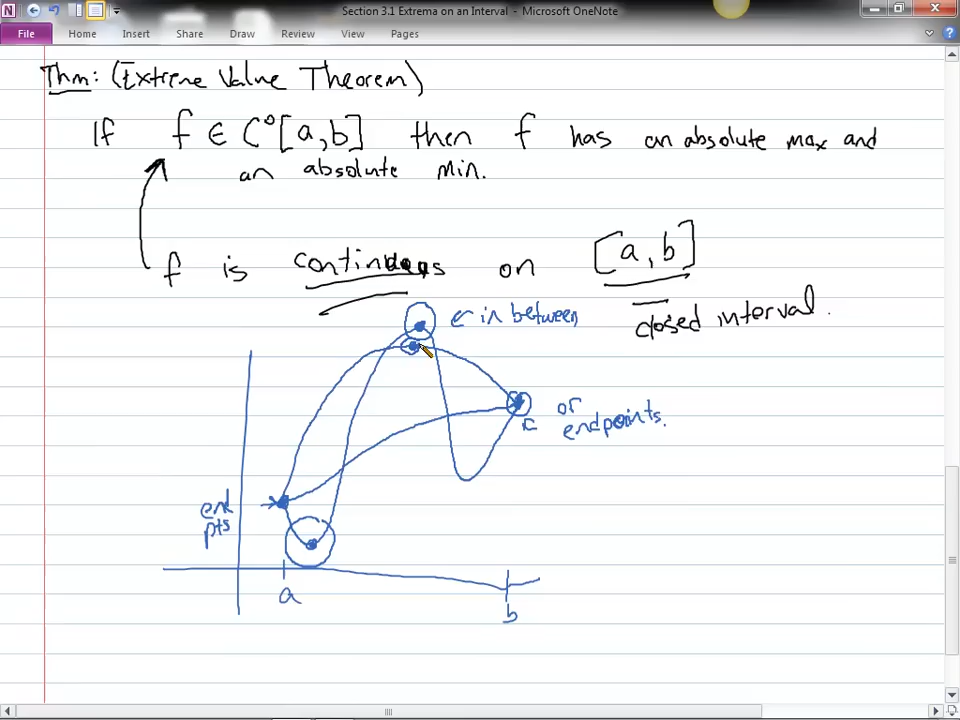 Section 3.1 Extrema on an Interval - Microsoft OneNote
File Home Insert Share Draw Review View Pages
Thm: (Extreme Value Theorem)
If f ∈ C⁰[a,b] then f has an absolute max and
an absolute min.
f is continuous on [a,b]
closed interval.
in between
or
endpoints.
end
pts
a
b